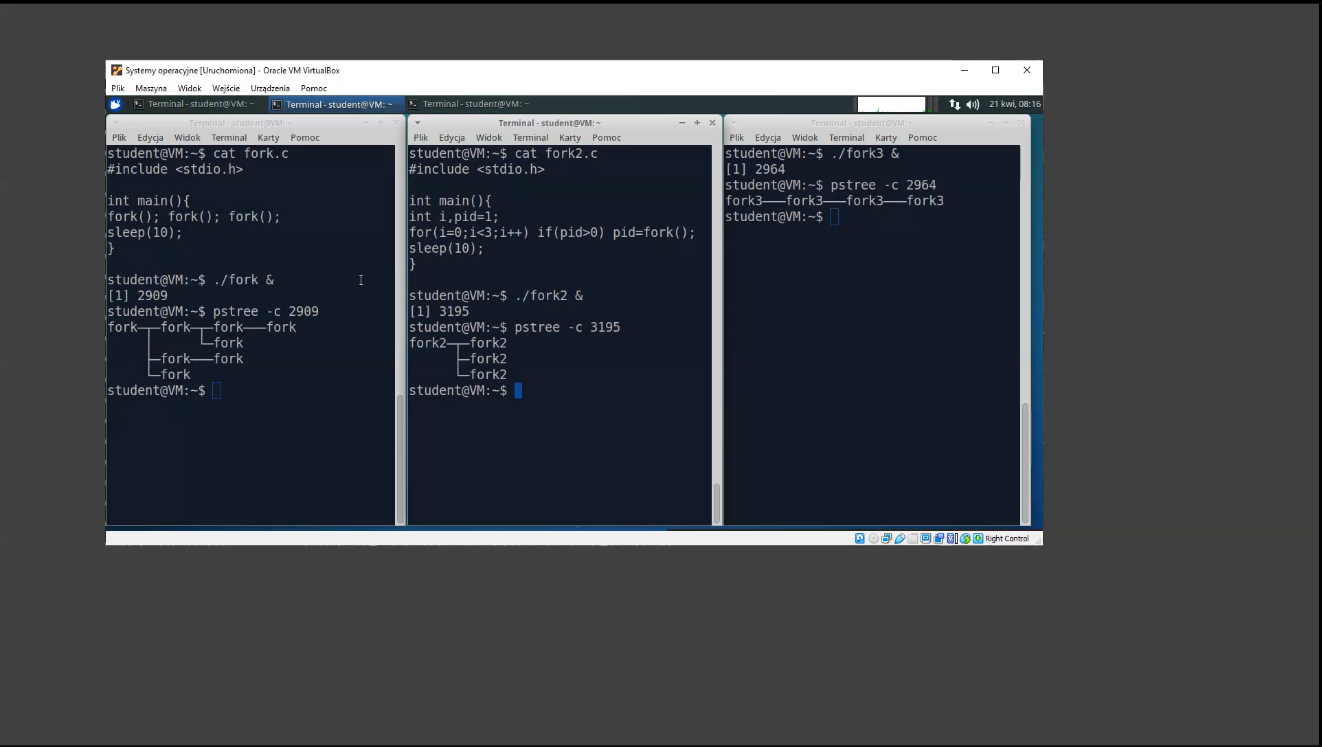 Systemy operacyjne [Uruchomiona] - Oracle VM VirtualBox
Plik Maszyna Widok Wejście Urządzenia Pomoc
Terminal - student@VM: ~ Terminal - student@VM: ~ Terminal - student@VM: ~ 21 kwi, 08:16
Terminal - student@VM: ~
Plik Edycja Widok Terminal Karty Pomoc
student@VM:~$ cat fork.c
#include <stdio.h>
int main(){
fork(); fork(); fork();
sleep(10);
}
student@VM:~$ ./fork &
[1] 2909
student@VM:~$ pstree -c 2909
fork─┬─fork─┬─fork───fork
│ └─fork
├─fork───fork
└─fork
student@VM:~$
Terminal - student@VM: ~
Plik Edycja Widok Terminal Karty Pomoc
student@VM:~$ cat fork2.c
#include <stdio.h>
int main(){
int i,pid=1;
for(i=0;i<3;i++) if(pid>0) pid=fork();
sleep(10);
}
student@VM:~$ ./fork2 &
[1] 3195
student@VM:~$ pstree -c 3195
fork2─┬─fork2
├─fork2
└─fork2
student@VM:~$
Terminal - student@VM: ~
Plik Edycja Widok Terminal Karty Pomoc
student@VM:~$ ./fork3 &
[1] 2964
student@VM:~$ pstree -c 2964
fork3───fork3───fork3───fork3
student@VM:~$
Right Control